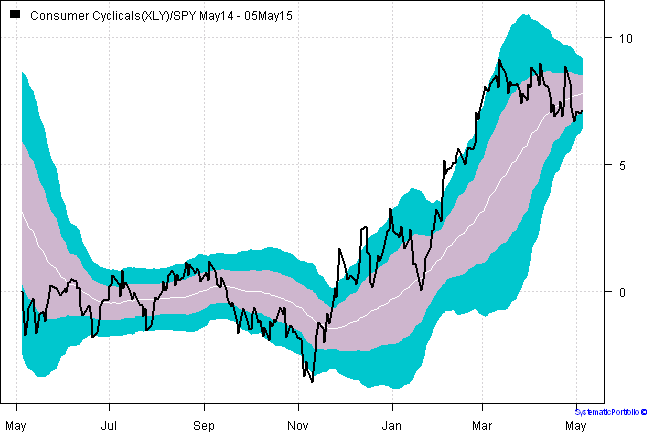 Consumer Cyclicals(XLY)/SPY May14 - 05May15
10
5
0
SystematicPortfolio ©
May Jul Sep Nov Jan Mar May